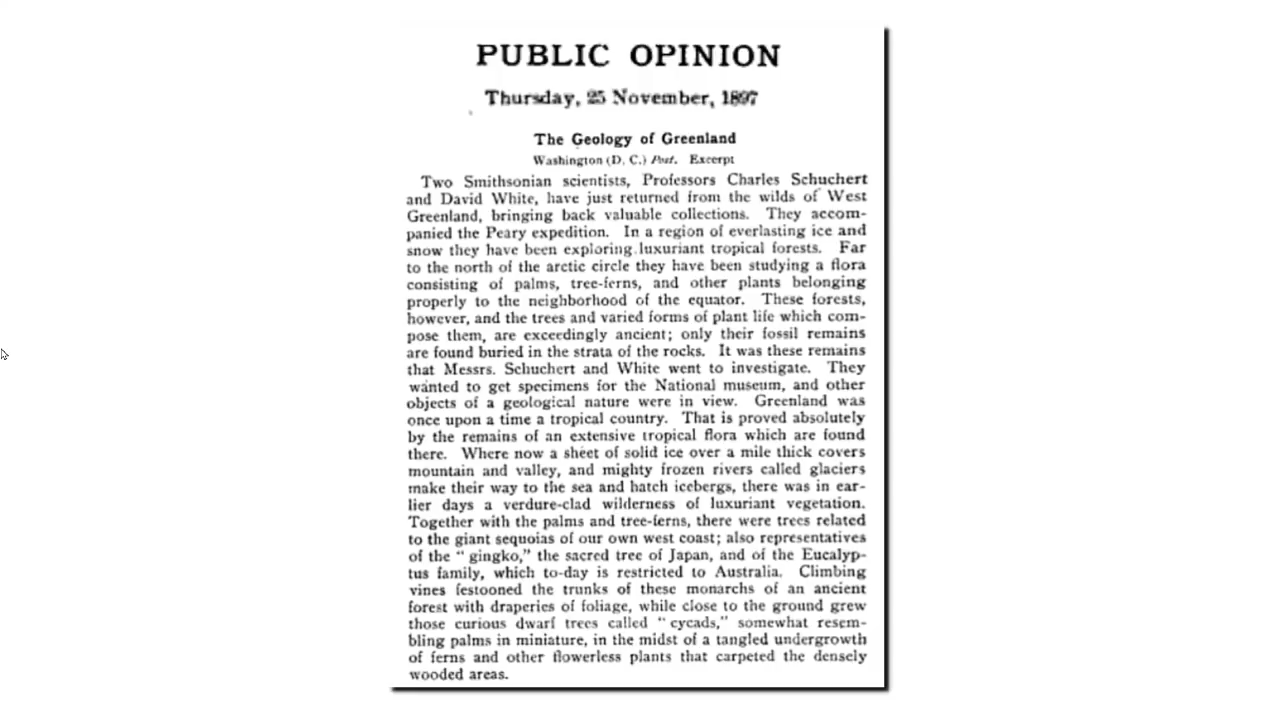 PUBLIC OPINION
Thursday, 25 November, 1897
The Geology of Greenland
Washington (D. C.) Post. Excerpt
Two Smithsonian scientists, Professors Charles Schuchert
and David White, have just returned from the wilds of West
Greenland, bringing back valuable collections. They accom-
panied the Peary expedition. In a region of everlasting ice and
snow they have been exploring luxuriant tropical forests. Far
to the north of the arctic circle they have been studying a flora
consisting of palms, tree-ferns, and other plants belonging
properly to the neighborhood of the equator. These forests,
however, and the trees and varied forms of plant life which com-
pose them, are exceedingly ancient; only their fossil remains
are found buried in the strata of the rocks. It was these remains
that Messrs. Schuchert and White went to investigate. They
wanted to get specimens for the National museum, and other
objects of a geological nature were in view. Greenland was
once upon a time a tropical country. That is proved absolutely
by the remains of an extensive tropical flora which are found
there. Where now a sheet of solid ice over a mile thick covers
mountain and valley, and mighty frozen rivers called glaciers
make their way to the sea and hatch icebergs, there was in ear-
lier days a verdure-clad wilderness of luxuriant vegetation.
Together with the palms and tree-ferns, there were trees related
to the giant sequoias of our own west coast; also representatives
of the " gingko," the sacred tree of Japan, and of the Eucalyp-
tus family, which to-day is restricted to Australia. Climbing
vines festooned the trunks of these monarchs of an ancient
forest with draperies of foliage, while close to the ground grew
those curious dwarf trees called " cycads," somewhat resem-
bling palms in miniature, in the midst of a tangled undergrowth
of ferns and other flowerless plants that carpeted the densely
wooded areas.